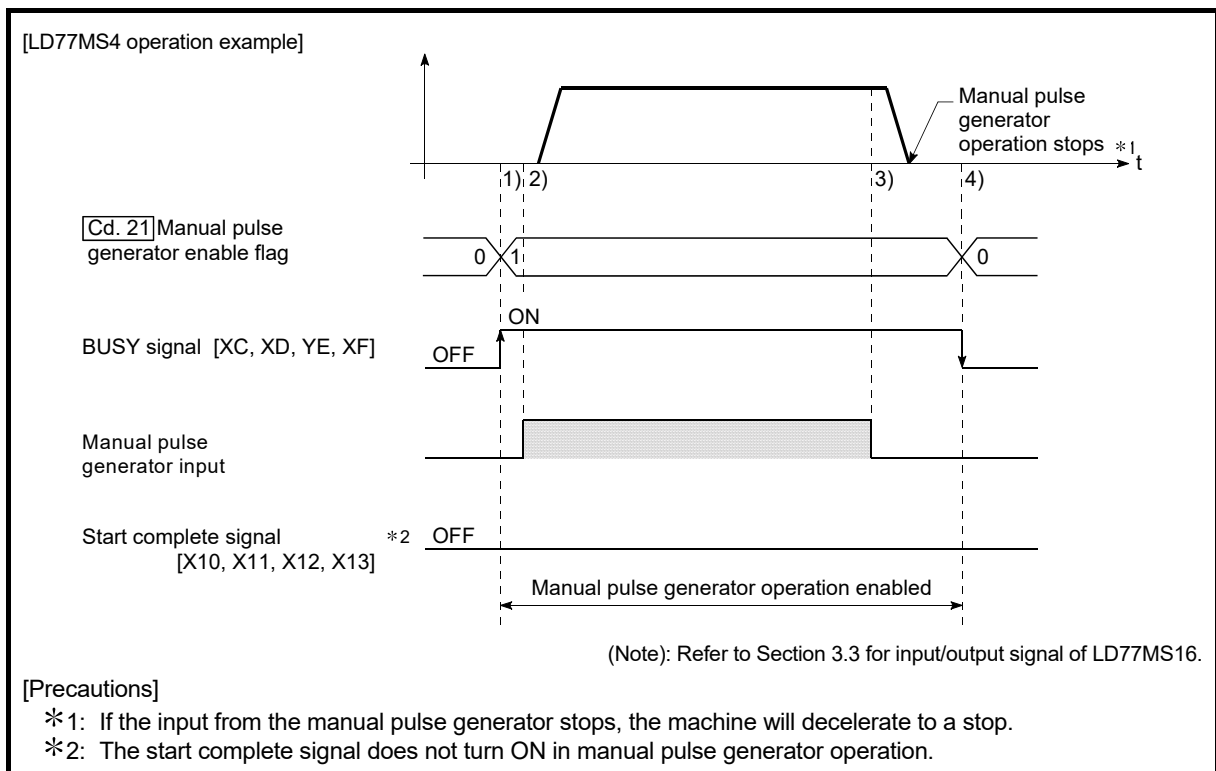 [LD77MS4 operation example]
Manual pulse
generator
operation stops *1
t
1) 2) 3) 4)
Cd. 21 Manual pulse
generator enable flag
0 1 0
ON
BUSY signal [XC, XD, YE, XF]
OFF
Manual pulse
generator input
Start complete signal *2 OFF
[X10, X11, X12, X13]
Manual pulse generator operation enabled
(Note): Refer to Section 3.3 for input/output signal of LD77MS16.
[Precautions]
*1: If the input from the manual pulse generator stops, the machine will decelerate to a stop.
*2: The start complete signal does not turn ON in manual pulse generator operation.